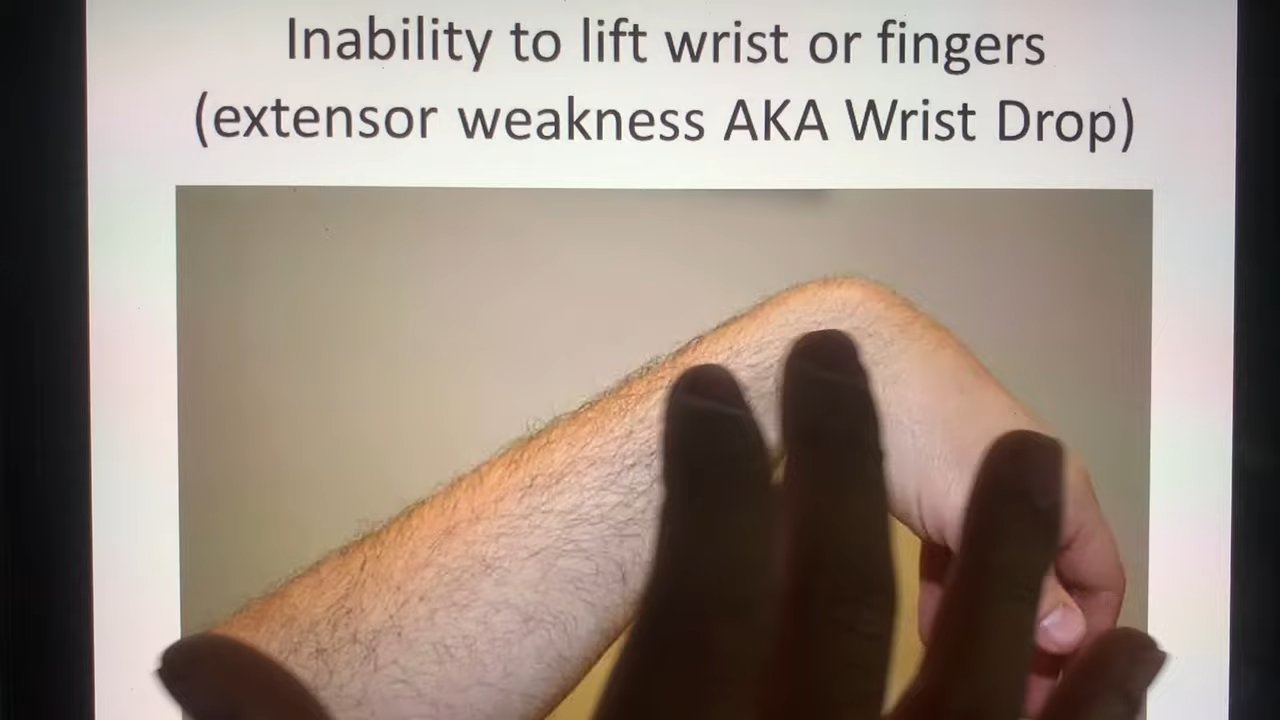 Inability to lift wrist or fingers
(extensor weakness AKA Wrist Drop)